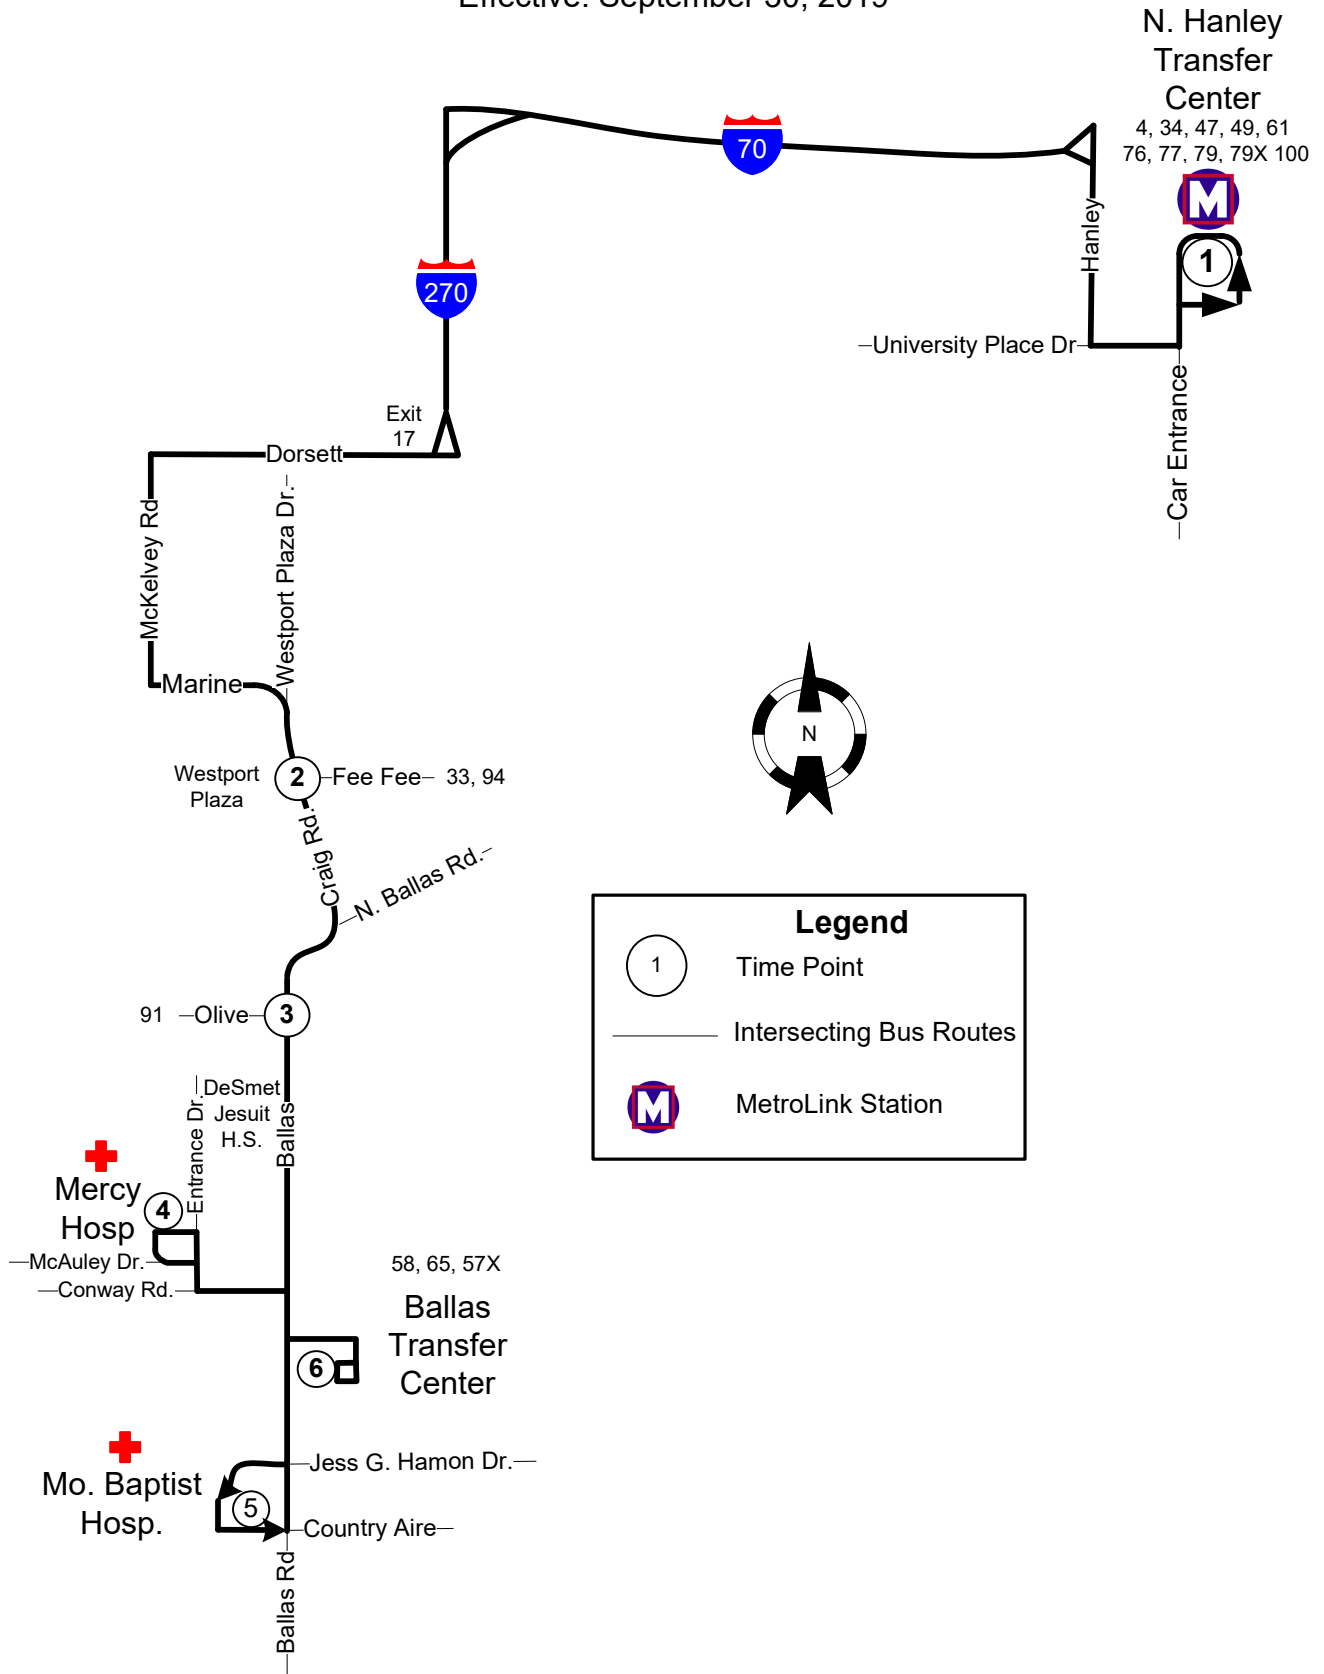 Effective: September 30, 2019
N. Hanley
Transfer
Center
4, 34, 47, 49, 61
76, 77, 79, 79X 100
M
70
Hanley
1
270
University Place Dr
Car Entrance
Exit
17
Dorsett
McKelvey Rd
Westport Plaza Dr.
Marine
N
Westport
Plaza
2
Fee Fee
33, 94
Craig Rd.
N. Ballas Rd.
Legend
1
Time Point
Intersecting Bus Routes
M
MetroLink Station
91
Olive
3
DeSmet
Jesuit
H.S.
Entrance Dr.
Ballas
Mercy
Hosp
4
McAuley Dr.
Conway Rd.
58, 65, 57X
Ballas
Transfer
Center
6
Jess G. Hamon Dr.
Mo. Baptist
Hosp.
5
Country Aire
Ballas Rd